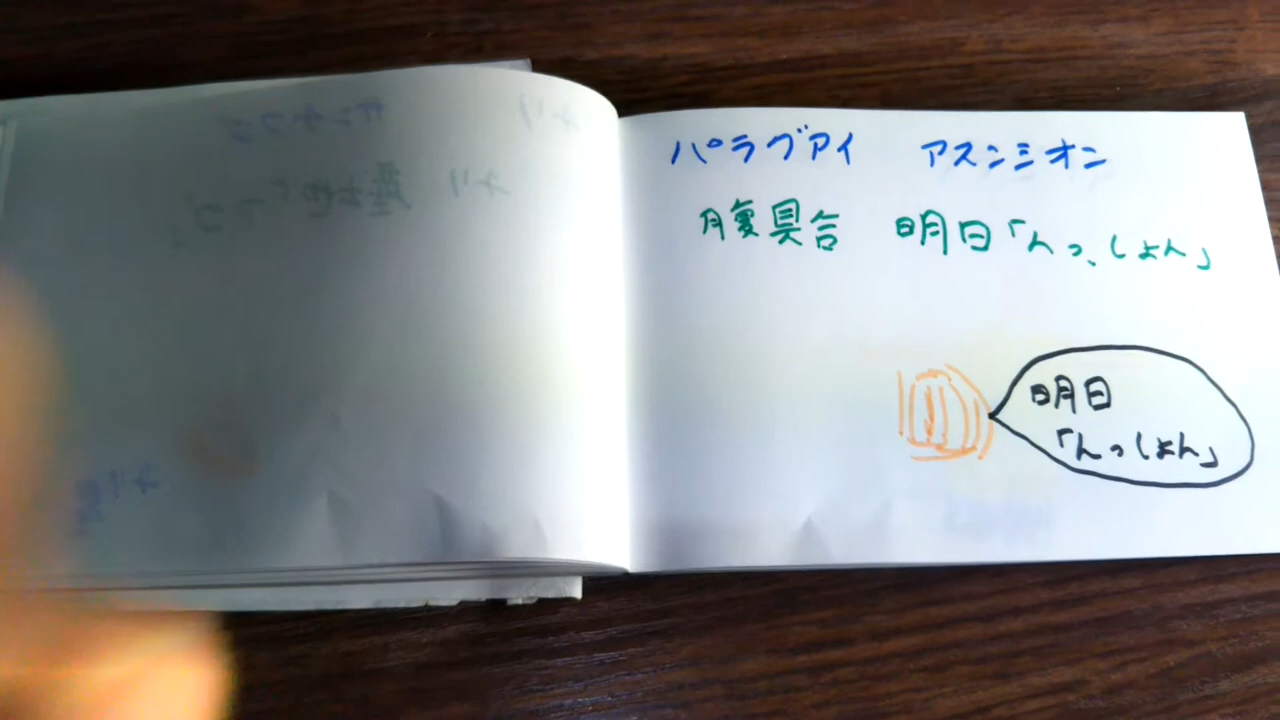 パラグアイ アスンシオン
腹具合 明日「んっ、しょん」
明日
「んっしょん」